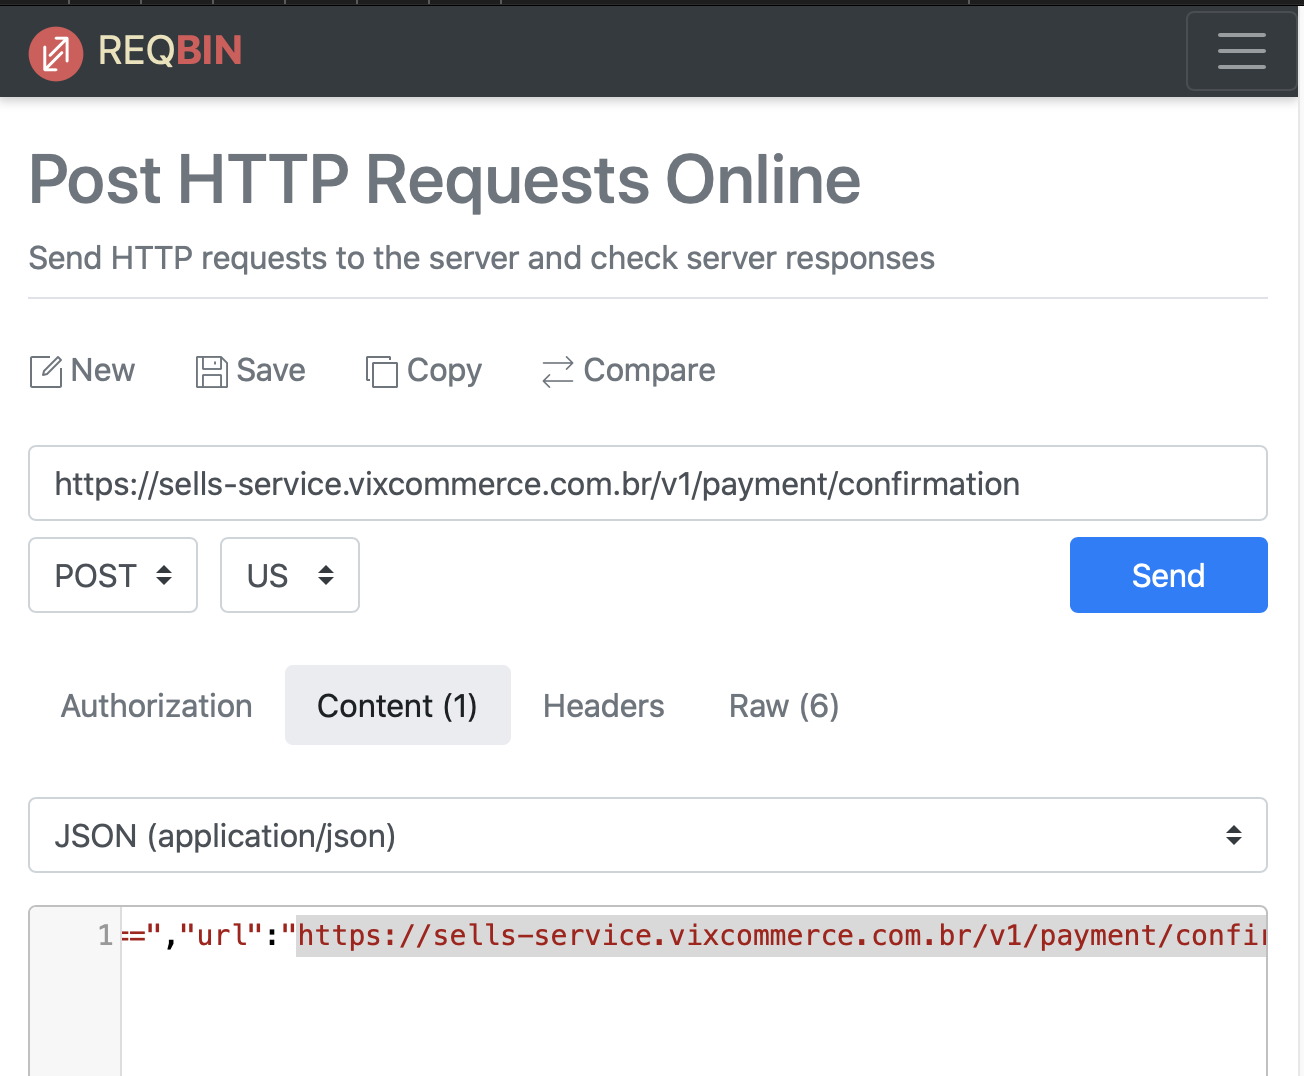 REQBIN
Post HTTP Requests Online
Send HTTP requests to the server and check server responses
New Save Copy Compare
https://sells-service.vixcommerce.com.br/v1/payment/confirmation
POST US Send
Authorization Content (1) Headers Raw (6)
JSON (application/json)
1 ==","url":"https://sells-service.vixcommerce.com.br/v1/payment/confir